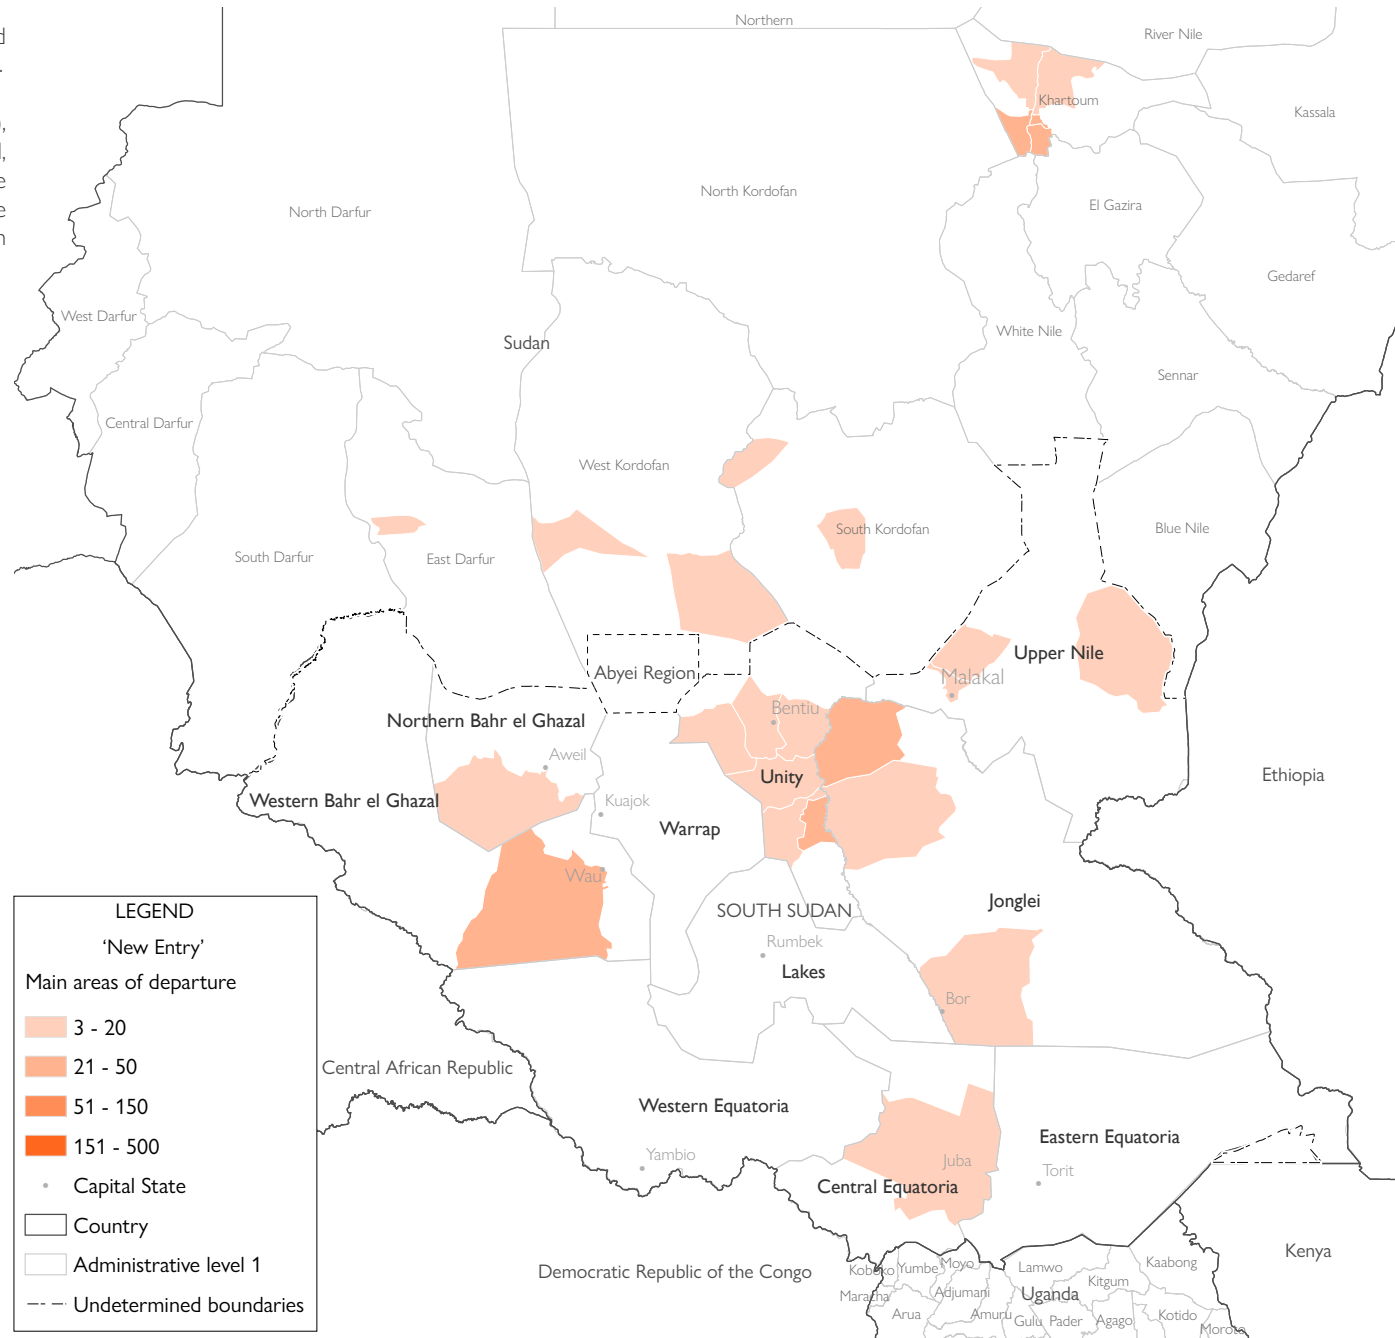 Northern
River Nile
Khartoum
Kassala
North Kordofan
North Darfur
El Gazira
Gedaref
West Darfur
White Nile
Sudan
Sennar
Central Darfur
West Kordofan
South Kordofan
Blue Nile
South Darfur
East Darfur
Upper Nile
Abyei Region
Malakal
Bentiu
Northern Bahr el Ghazal
Aweil
Unity
Ethiopia
Western Bahr el Ghazal
Kuajok
Warrap
Wau
Jonglei
SOUTH SUDAN
Rumbek
Lakes
Bor
LEGEND
‘New Entry’
Main areas of departure
3 - 20
21 - 50
51 - 150
151 - 500
Capital State
Country
Administrative level 1
Undetermined boundaries
Central African Republic
Western Equatoria
Eastern Equatoria
Yambio
Juba
Torit
Central Equatoria
Kenya
Democratic Republic of the Congo
Koboko
Yumbe
Moyo
Lamwo
Kaabong
Kitgum
Maracha
Adjumani
Uganda
Arua
Amuru
Gulu
Pader
Agago
Kotido
Moroto